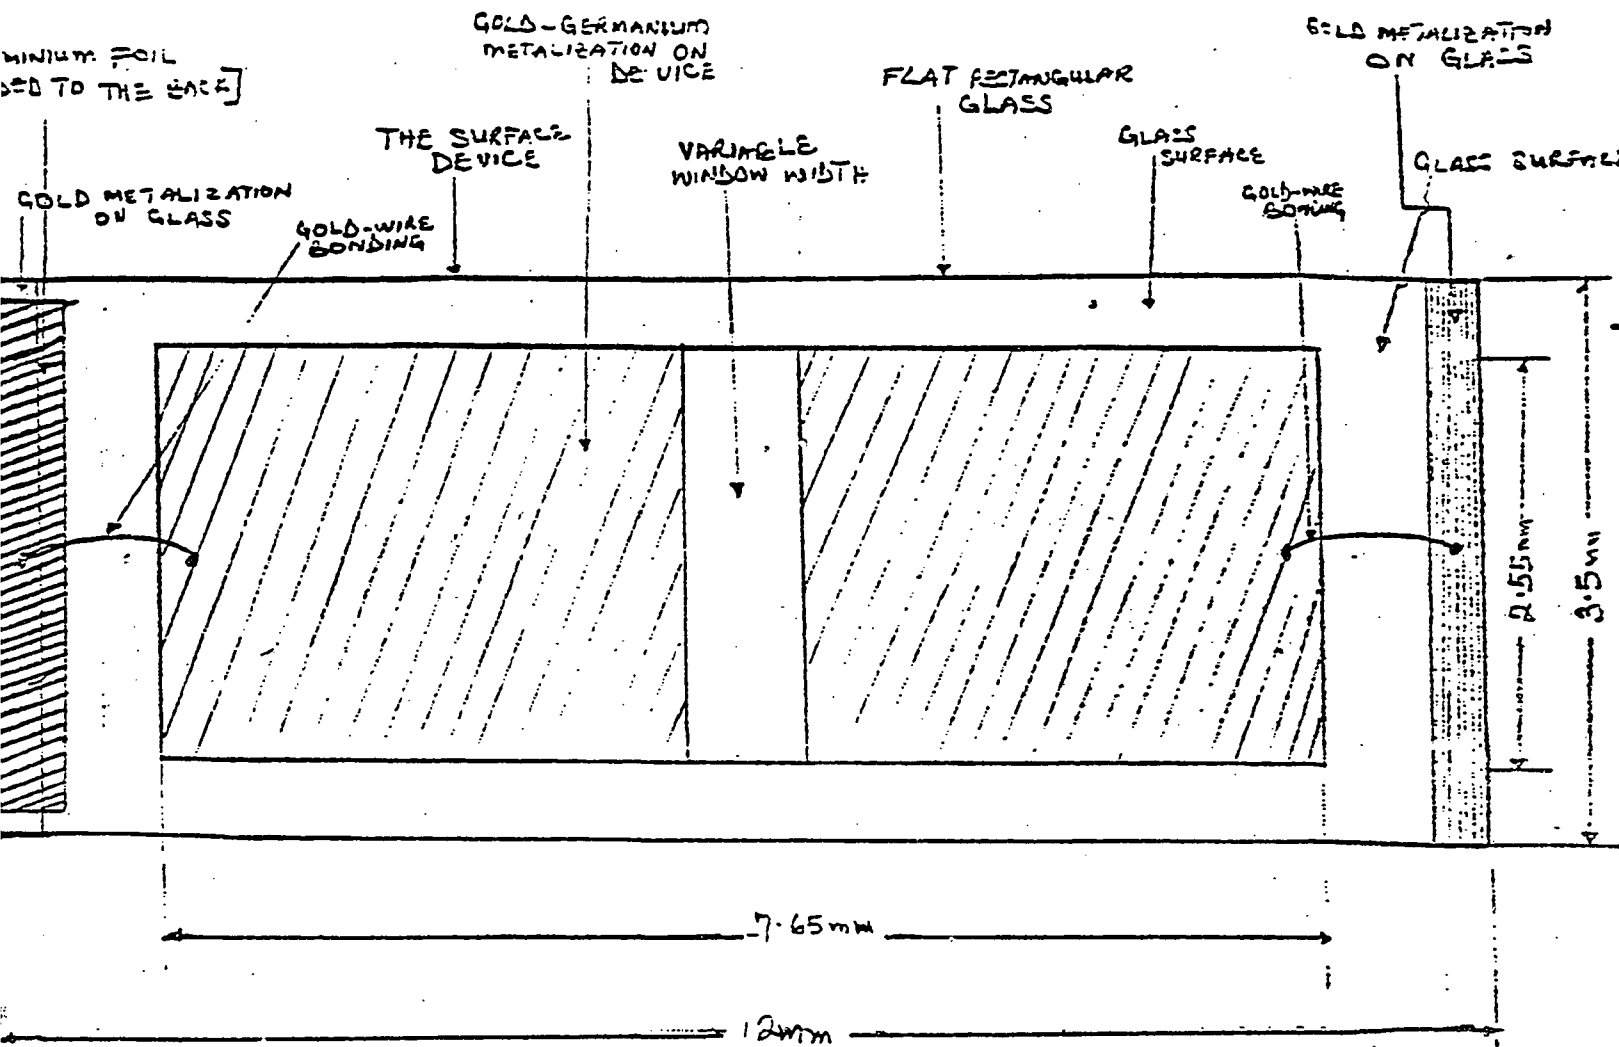 MINIUM FOIL
DED TO THE BACK]
GOLD METALIZATION
ON GLASS
GOLD-WIRE
BONDING
THE SURFACE
DEVICE
GOLD-GERMANIUM
METALIZATION ON
DEVICE
VARIABLE
WINDOW WIDTH
FLAT RECTANGULAR
GLASS
GLASS
SURFACE
GOLD-WIRE
GOLD METALIZATION
ON GLASS
GLASS SURFACE
2.55mm
3.5mm
7.65mm
12mm